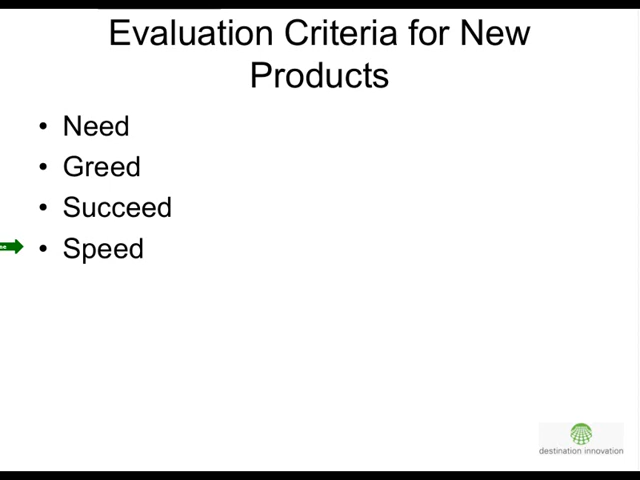 Evaluation Criteria for New
Products
• Need
• Greed
• Succeed
• Speed
destination innovation